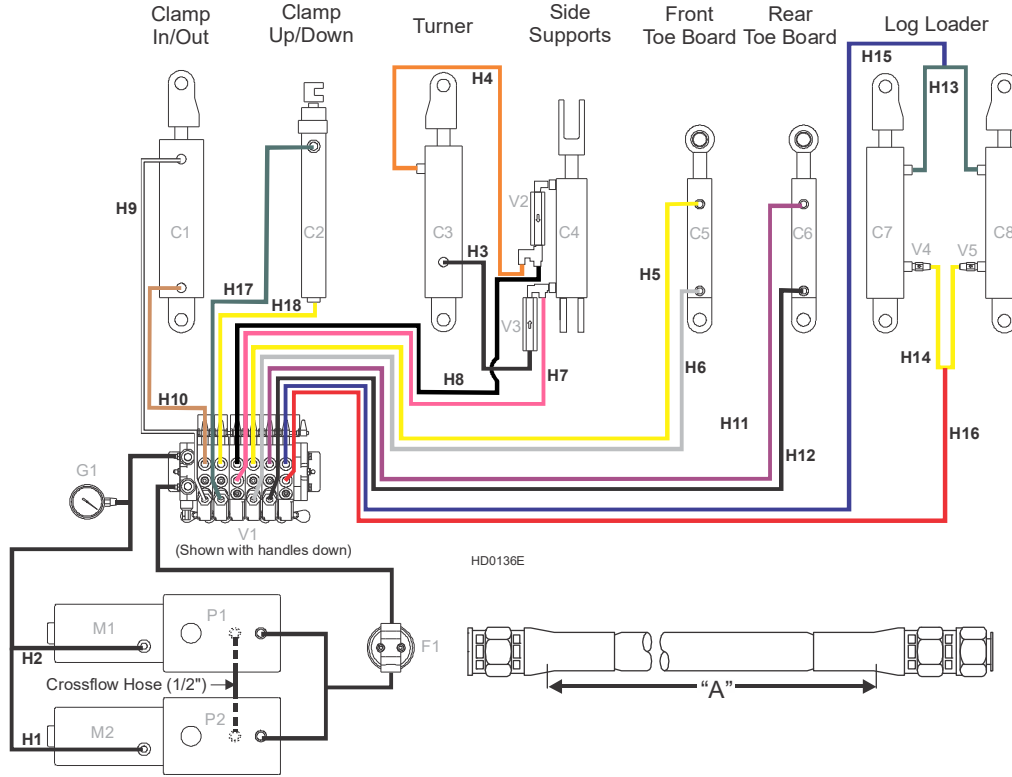 Clamp
In/Out
Clamp
Up/Down
Turner
Side
Supports
Front
Toe Board
Rear
Toe Board
Log Loader
H15
H4
H13
H9
C1
C2
C3
V2
C4
C5
C6
C7
C8
V4
V5
H3
H5
H17
H18
V3
H8
H7
H6
H14
H10
H11
H12
H16
G1
V1
(Shown with handles down)
HD0136E
M1
P1
F1
H2
Crossflow Hose (1/2")
"A"
M2
P2
H1